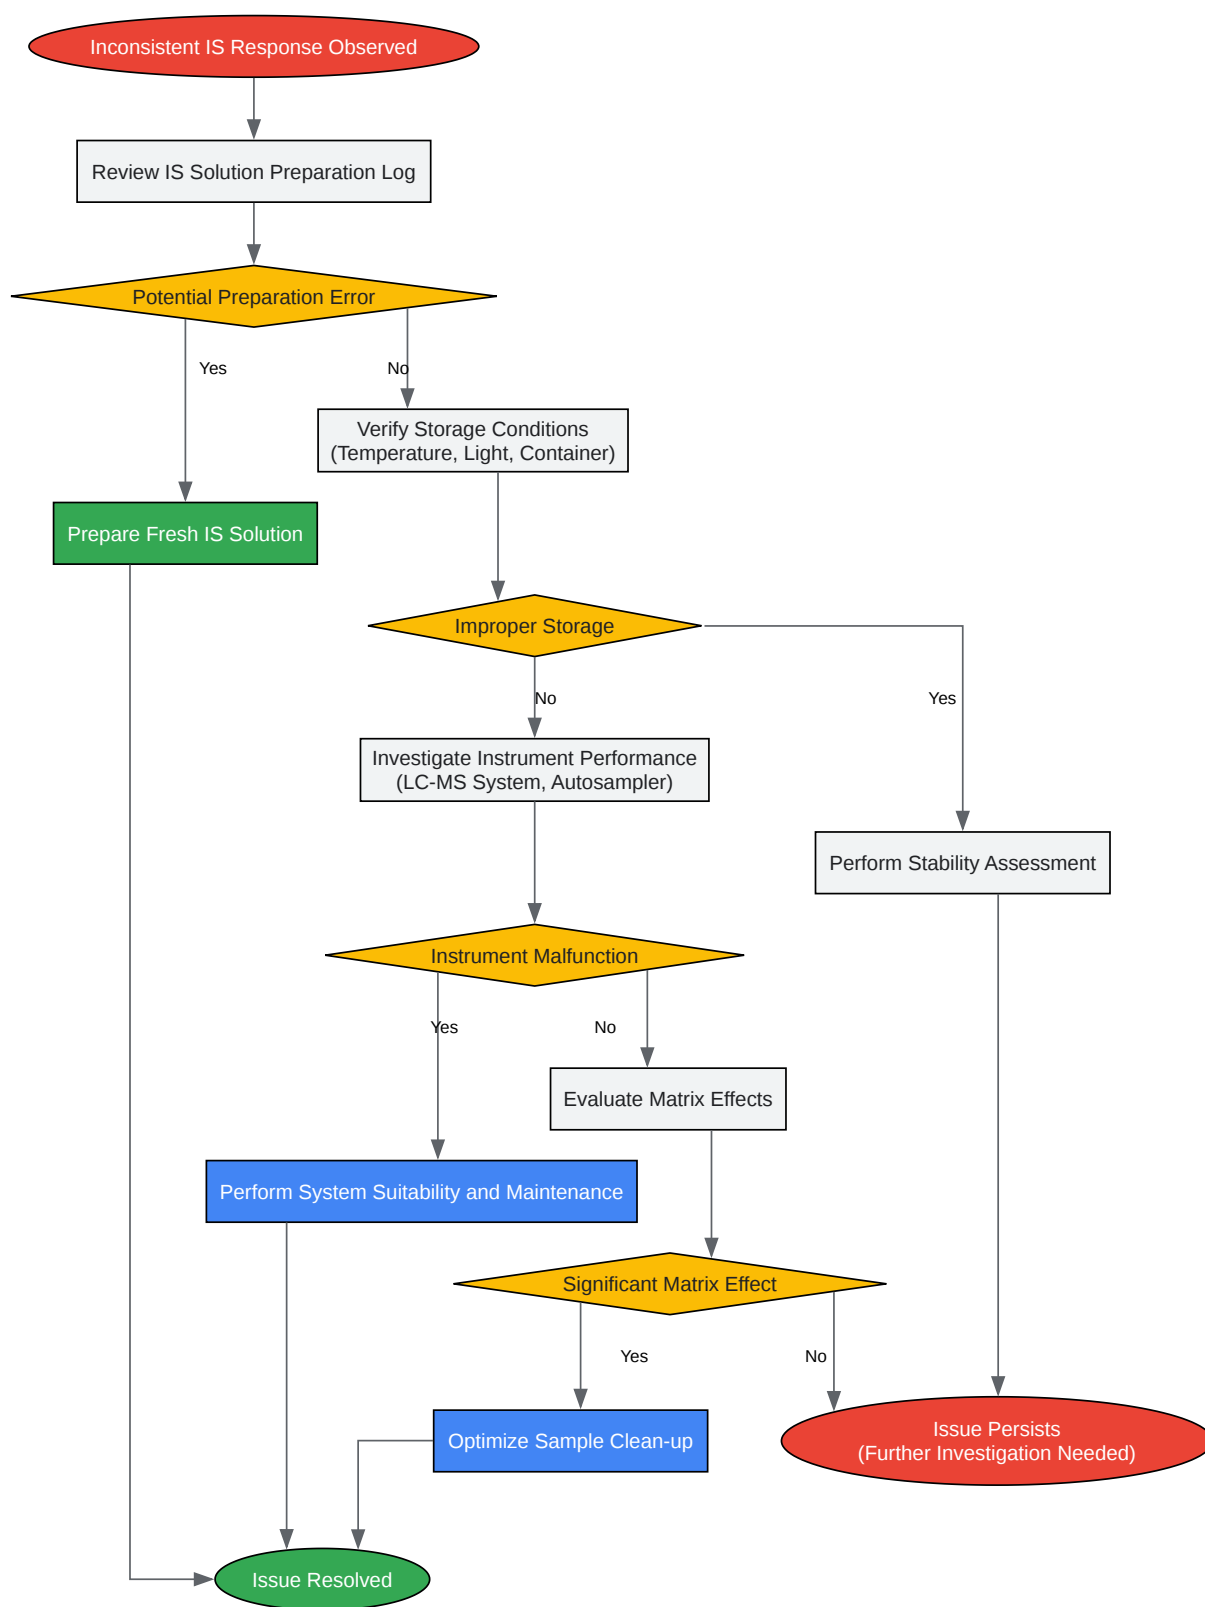 Inconsistent IS Response Observed
Review IS Solution Preparation Log
Potential Preparation Error
Yes
No
Verify Storage Conditions
(Temperature, Light, Container)
Prepare Fresh IS Solution
Improper Storage
No
Yes
Investigate Instrument Performance
(LC-MS System, Autosampler)
Perform Stability Assessment
Instrument Malfunction
Yes
No
Evaluate Matrix Effects
Perform System Suitability and Maintenance
Significant Matrix Effect
Yes
No
Issue Persists
(Further Investigation Needed)
Optimize Sample Clean-up
Issue Resolved